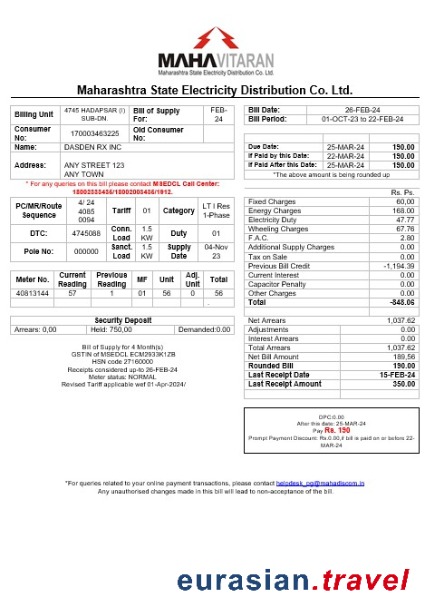 MAHAVITARAN
Maharashtra State Electricity Distribution Co. Ltd.
Maharashtra State Electricity Distribution Co. Ltd.
Billing Unit 4745 HADAPSAR (I) SUB-DN. Bill of Supply For: FEB-24
Consumer No: 170003463225 Old Consumer No:
Name: DASDEN RX INC
Address: ANY STREET 123
ANY TOWN
* For any queries on this bill please contact MSEDCL Call Center:
18002333435/18002003435/1912.
PC/MR/Route Sequence 4/ 24 4085 0094 Tariff 01 Category LT I Res 1-Phase
DTC: 4745088 Conn. Load 1.5 KW Duty 01
Pole No: 000000 Sanct. Load 1.5 KW Supply Date 04-Nov 23
Meter No. Current Reading Previous Reading MF Unit Adj. Unit Total
40813144 57 1 01 56 0 56
Security Deposit
Arrears: 0,00 Held: 750,00 Demanded:0.00
Bill of Supply for 4 Month(s)
GSTIN of MSEDCL ECM2933K1ZB
HSN code 27160000
Receipts considered up-to 26-FEB-24
Meter status: NORMAL
Revised Tariff applicable wef 01-Apr-2024/
Bill Date: 26-FEB-24
Bill Period: 01-OCT-23 to 22-FEB-24
Due Date: 25-MAR-24 190.00
If Paid by this Date: 22-MAR-24 190.00
If Paid After this Date: 25-MAR-24 190.00
*The above amount is being rounded up
Rs. Ps.
Fixed Charges 60,00
Energy Charges 168.00
Electricity Duty 47.77
Wheeling Charges 67.76
F.A.C. 2.80
Additional Supply Charges 0.00
Tax on Sale 0.00
Previous Bill Credit -1,194.39
Current Interest 0.00
Capacitor Penalty 0.00
Other Charges 0.00
Total -848.06
Net Arrears 1,037.62
Adjustments 0.00
Interest Arrears 0.00
Total Arrears 1,037.62
Net Bill Amount 189,56
Rounded Bill 190.00
Last Receipt Date 15-FEB-24
Last Receipt Amount 350.00
DPC:0.00
After this date: 25-MAR-24
Pay Rs. 190
Prompt Payment Discount: Rs.0.00,if bill is paid on or before 22-
MAR-24
*For queries related to your online payment transactions, please contact helpdesk_pg@mahadiscom.in
Any unauthorised changes made in this bill will lead to non-acceptance of the bill.
eurasian.travel